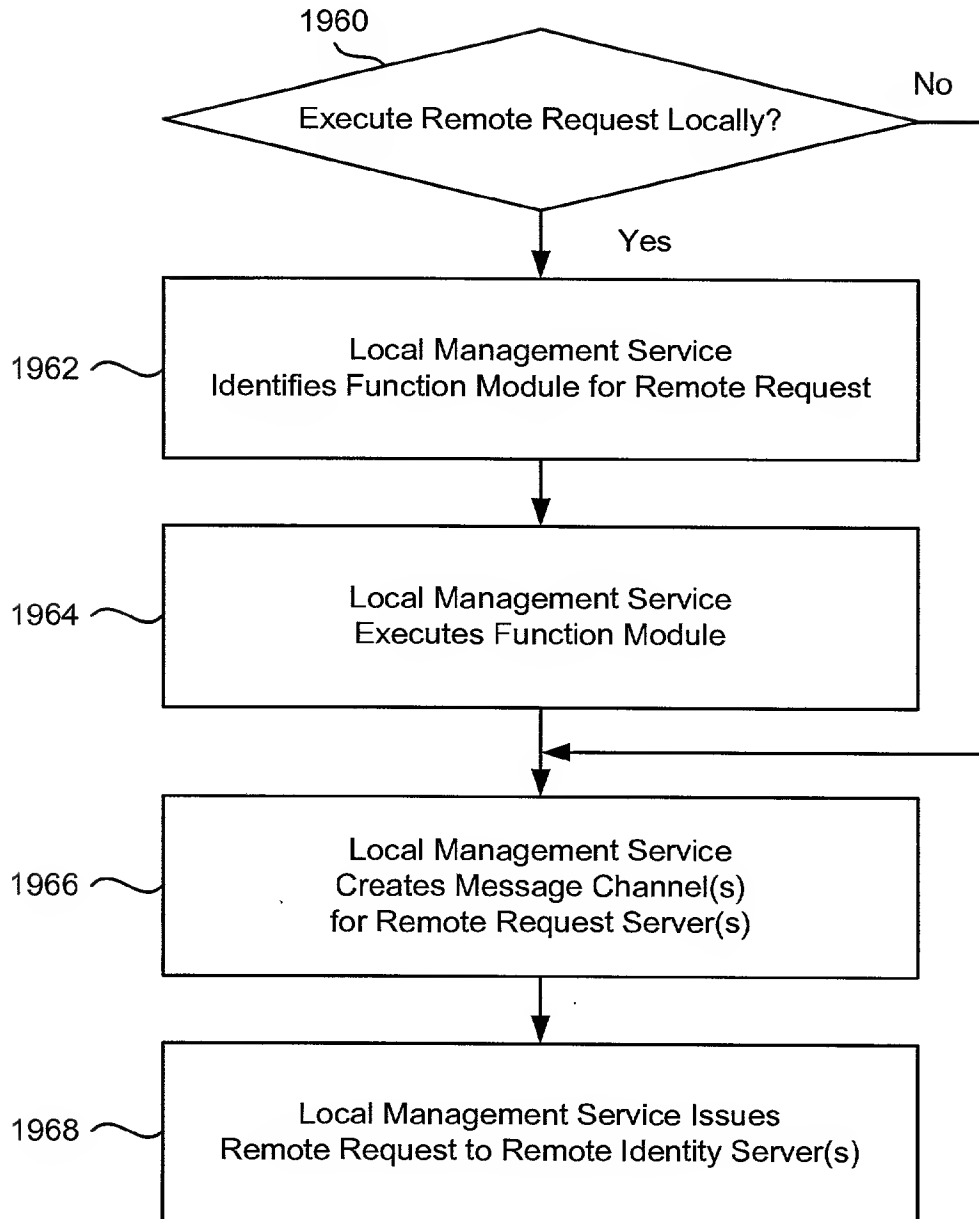 1960
No
Execute Remote Request Locally?
Yes
1962
Local Management Service
Identifies Function Module for Remote Request
1964
Local Management Service
Executes Function Module
1966
Local Management Service
Creates Message Channel(s)
for Remote Request Server(s)
1968
Local Management Service Issues
Remote Request to Remote Identity Server(s)